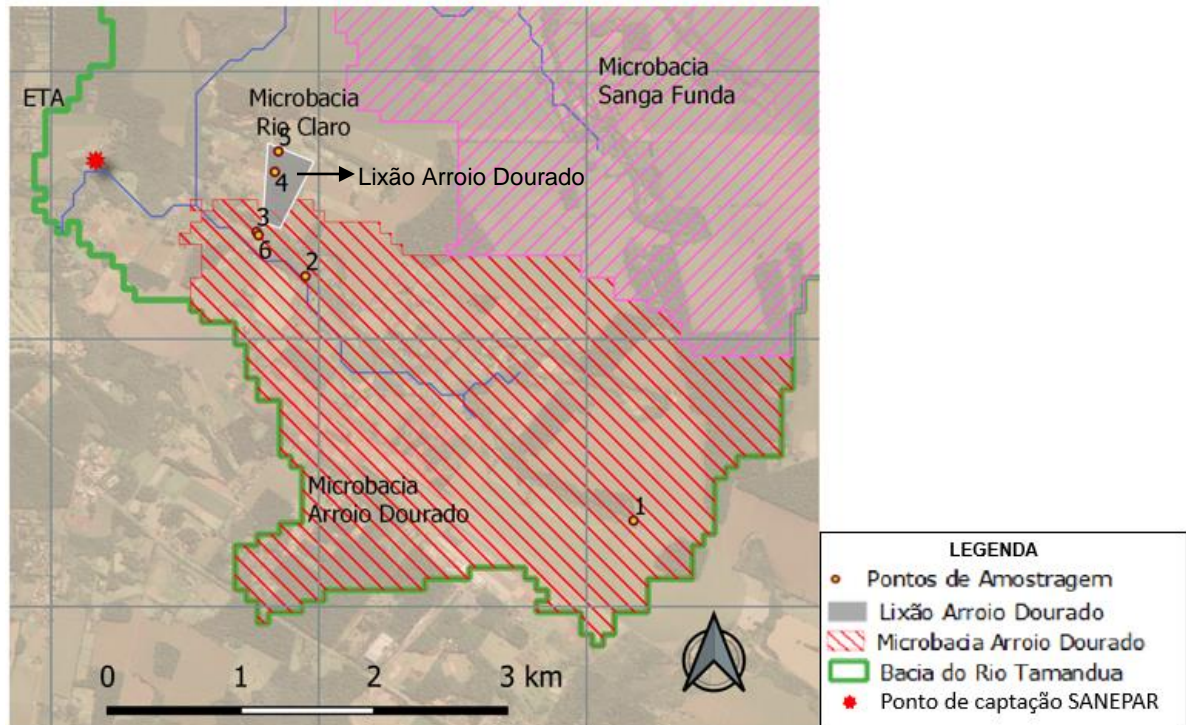 Microbacia
Sanga Funda
ETA
Microbacia
Rio Claro
5
4
Lixão Arroio Dourado
3
6
2
Microbacia
Arroio Dourado
1
0 1 2 3 km
LEGENDA
Pontos de Amostragem
Lixão Arroio Dourado
Microbacia Arroio Dourado
Bacia do Rio Tamandua
Ponto de captação SANEPAR